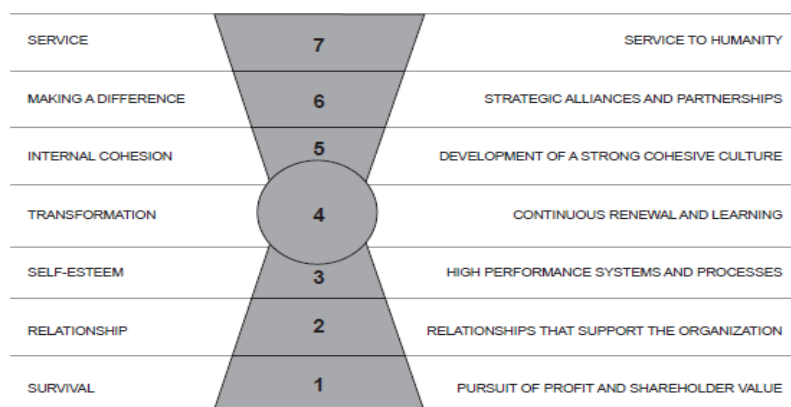 SERVICE 7 SERVICE TO HUMANITY
MAKING A DIFFERENCE 6 STRATEGIC ALLIANCES AND PARTNERSHIPS
INTERNAL COHESION 5 DEVELOPMENT OF A STRONG COHESIVE CULTURE
TRANSFORMATION 4 CONTINUOUS RENEWAL AND LEARNING
SELF-ESTEEM 3 HIGH PERFORMANCE SYSTEMS AND PROCESSES
RELATIONSHIP 2 RELATIONSHIPS THAT SUPPORT THE ORGANIZATION
SURVIVAL 1 PURSUIT OF PROFIT AND SHAREHOLDER VALUE